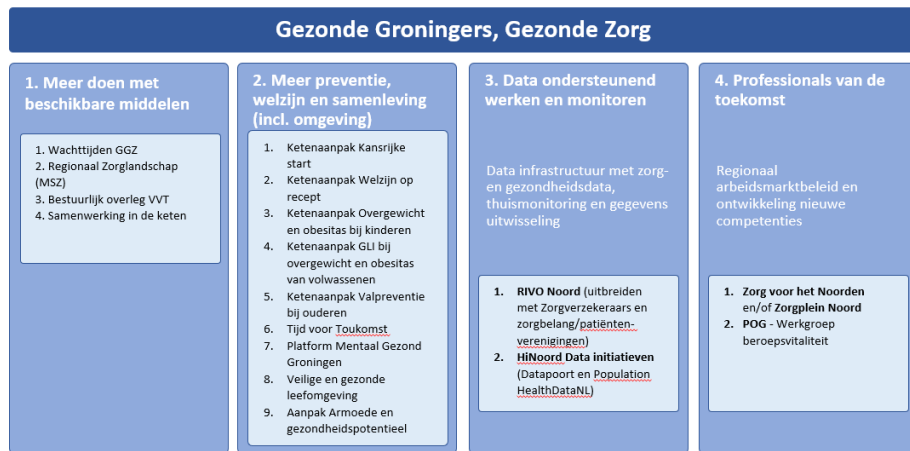 Gezonde Groningers, Gezonde Zorg
1. Meer doen met
beschikbare middelen
1. Wachttijden GGZ
2. Regionaal Zorglandschap
(MSZ)
3. Bestuurlijk overleg VVT
4. Samenwerking in de keten
2. Meer preventie,
welzijn en samenleving
(incl. omgeving)
1. Ketenaanpak Kansrijke
start
2. Ketenaanpak Welzijn op
recept
3. Ketenaanpak Overgewicht
en obesitas bij kinderen
4. Ketenaanpak GLI bij
overgewicht en obesitas
van volwassenen
5. Ketenaanpak Valpreventie
bij ouderen
6. Tijd voor Toukomst
7. Platform Mentaal Gezond
Groningen
8. Veilige en gezonde
leefomgeving
9. Aanpak Armoede en
gezondheidspotentieel
3. Data ondersteunend
werken en monitoren
Data infrastructuur met zorg-
en gezondheidsdata,
thuismonitoring en gegevens
uitwisseling
1. RIVO Noord (uitbreiden
met Zorgverzekeraars en
zorgbelang/patiënten-
verenigingen)
2. HiNoord Data initiatieven
(Datapoort en Population
HealthDataNL)
4. Professionals van de
toekomst
Regionaal
arbeidsmarktbeleid en
ontwikkeling nieuwe
competenties
1. Zorg voor het Noorden
en/of Zorgplein Noord
2. POG - Werkgroep
beroepsvitaliteit